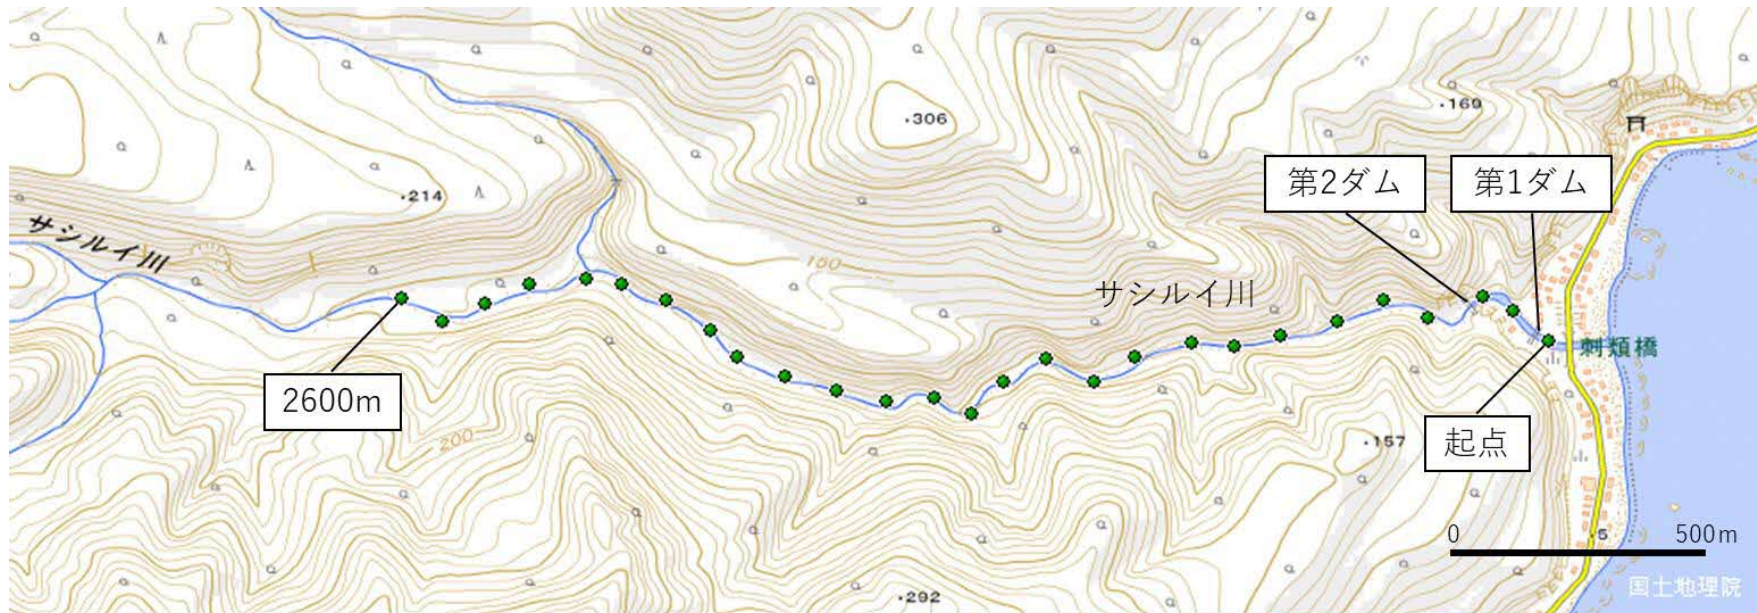 306
169
第2ダム
第1ダム
214
サシルイ川
150
サシルイ川
刺類橋
2600m
200
157
起点
0 500m
5
292
国土地理院